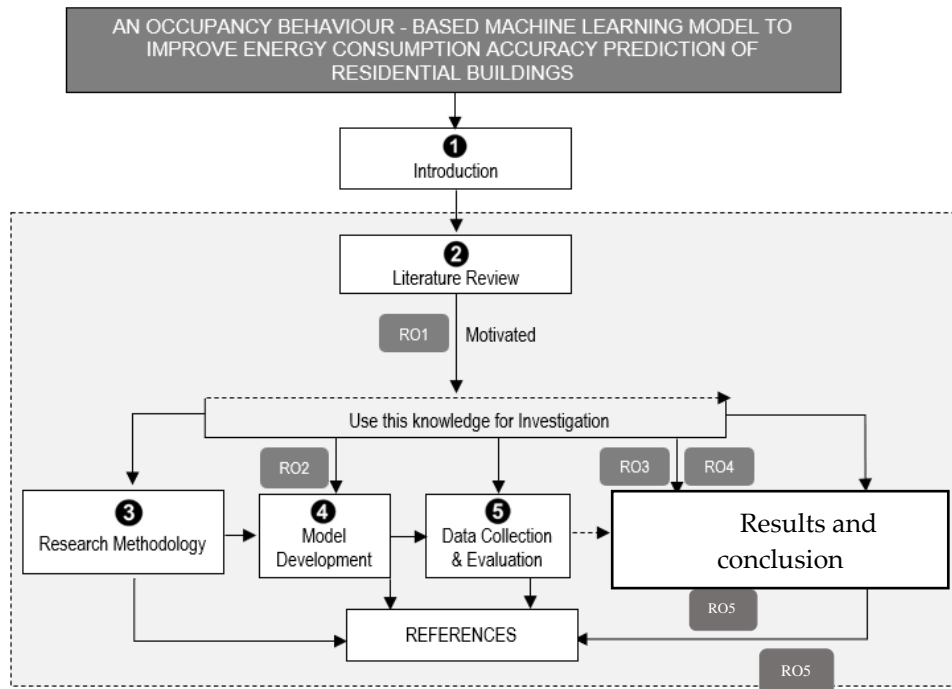 AN OCCUPANCY BEHAVIOUR - BASED MACHINE LEARNING MODEL TO
IMPROVE ENERGY CONSUMPTION ACCURACY PREDICTION OF
RESIDENTIAL BUILDINGS
1
Introduction
2
Literature Review
RO1 Motivated
Use this knowledge for Investigation
RO2
RO3
RO4
3
Research Methodology
4
Model
Development
5
Data Collection
& Evaluation
Results and
conclusion
RO5
REFERENCES
RO5